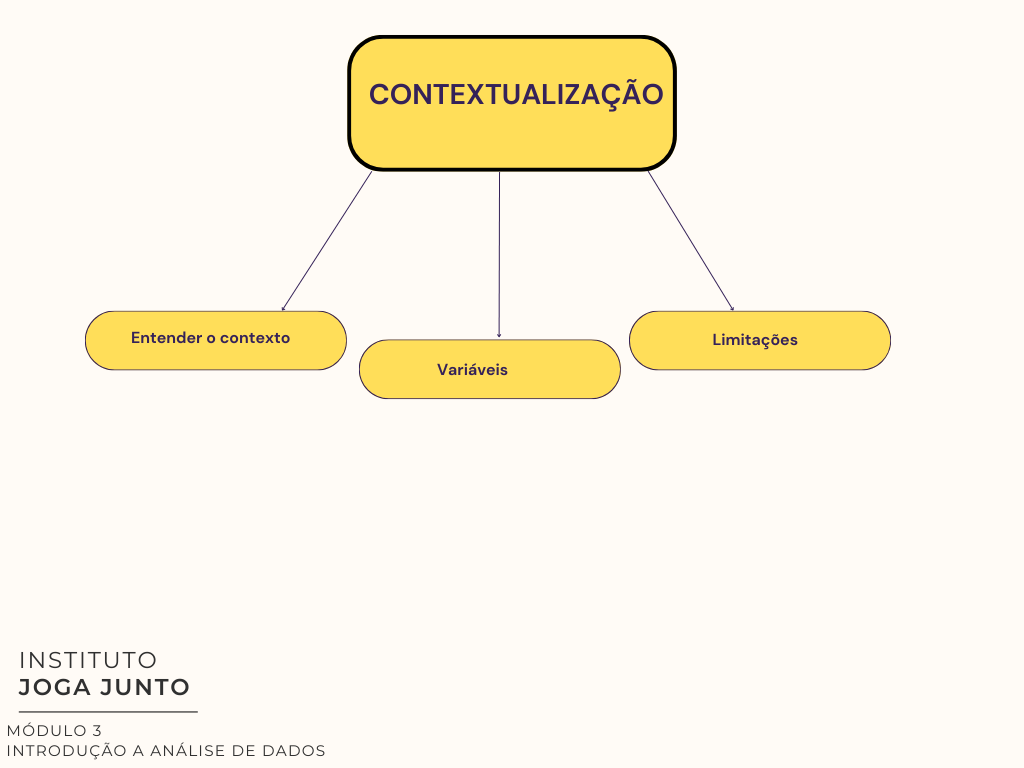 CONTEXTUALIZAÇÃO
Entender o contexto
Variáveis
Limitações
INSTITUTO
JOGA JUNTO
MÓDULO 3
INTRODUÇÃO A ANÁLISE DE DADOS